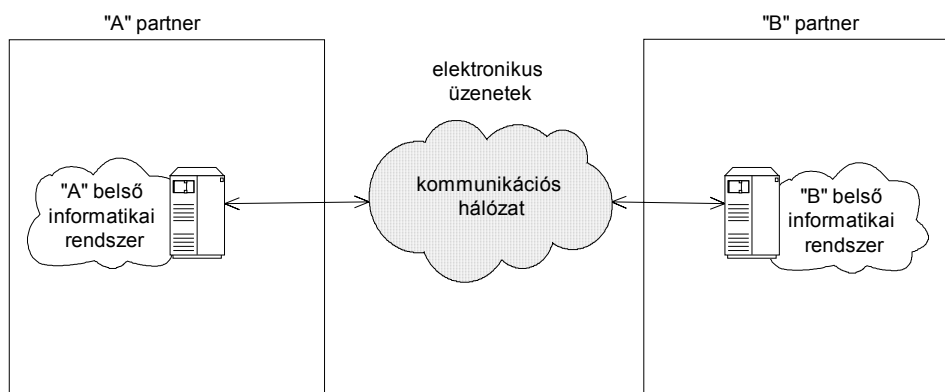 "A" partner
"B" partner
elektronikus
üzenetek
"A" belső
informatikai
rendszer
kommunikációs
hálózat
"B" belső
informatikai
rendszer